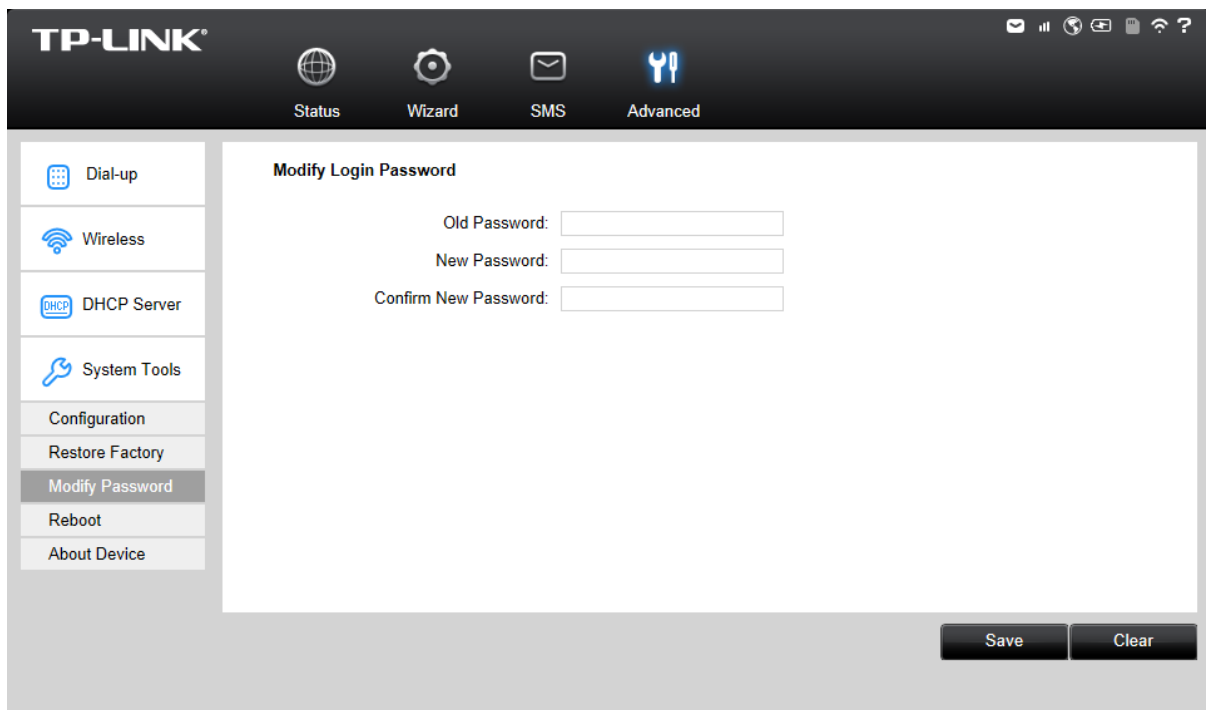 TP-LINK®
?
Status
Wizard
SMS
Advanced
Dial-up
Wireless
DHCP
DHCP Server
System Tools
Configuration
Restore Factory
Modify Password
Reboot
About Device
Modify Login Password
Old Password:
New Password:
Confirm New Password:
Save
Clear